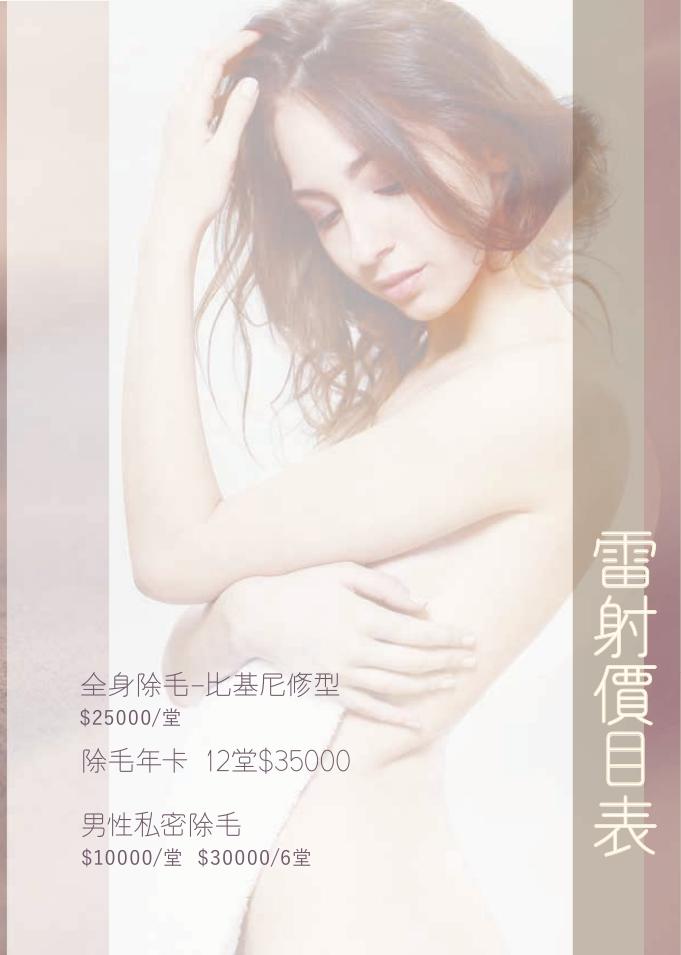 雷射價目表
全身除毛-比基尼修型
$25000/堂
除毛年卡 12堂$35000
男性私密除毛
$10000/堂 $30000/6堂